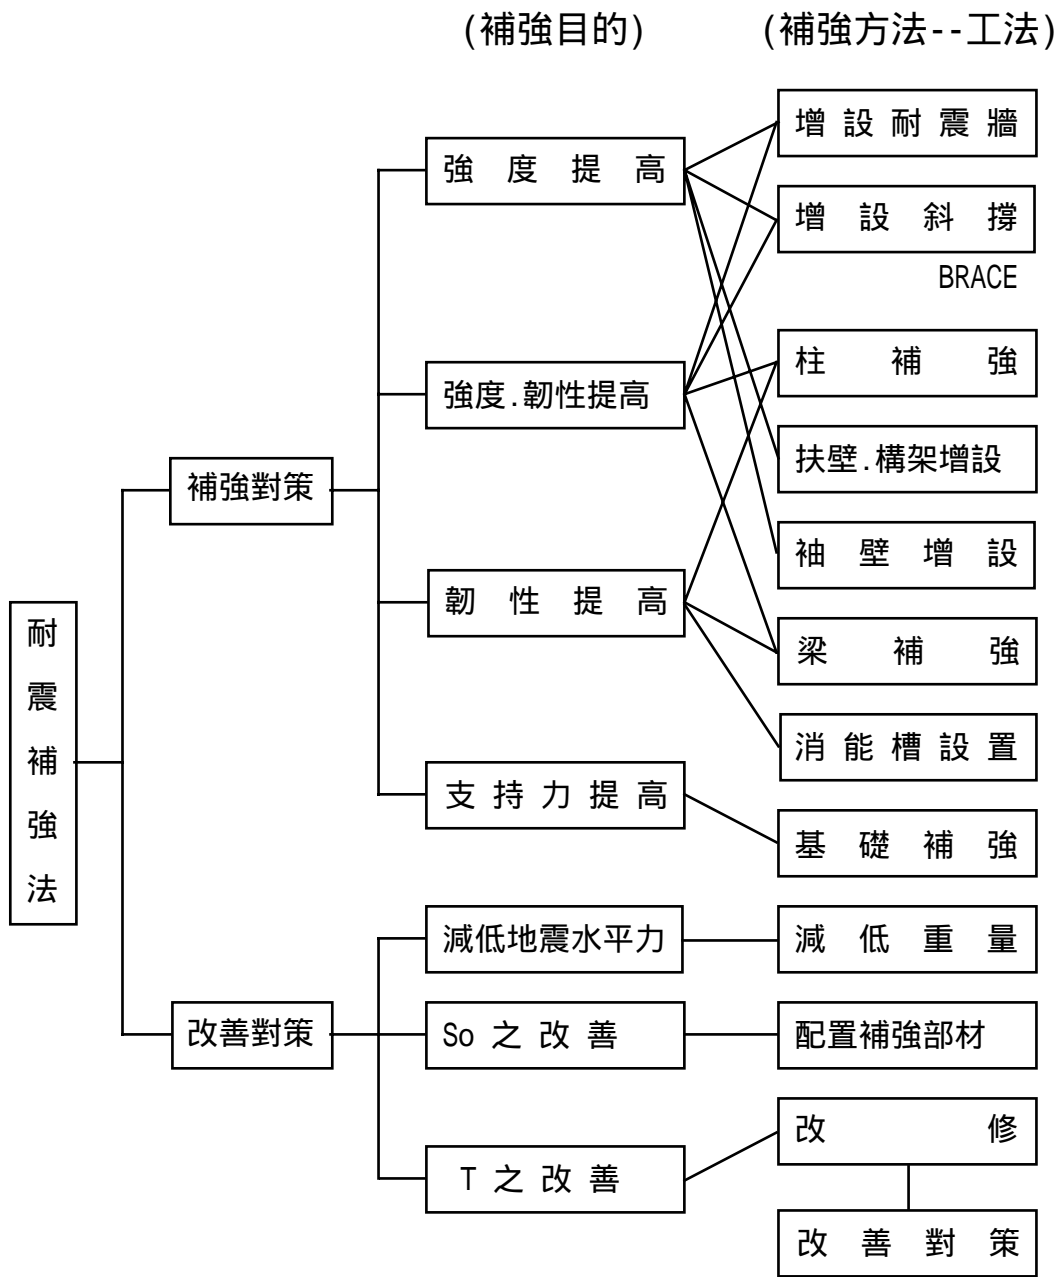 (補強目的)
(補強方法--工法)
增設耐震牆
強度提高
增設斜撐
BRACE
柱補強
強度.韌性提高
扶壁.構架增設
補強對策
袖壁增設
韌性提高
耐震補強法
梁補強
消能槽設置
支持力提高
基礎補強
減低地震水平力
減低重量
改善對策
So 之改善
配置補強部材
改修
T 之改善
改善對策